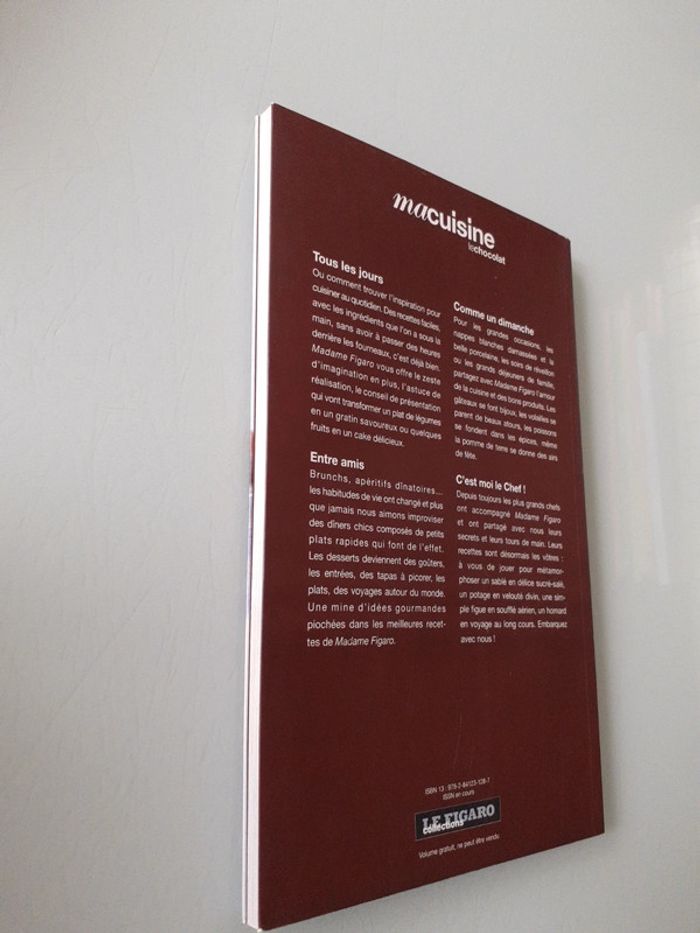 macuisine
lechocolat
Tous les jours
Ou comment trouver l'inspiration pour
cuisiner au quotidien. Des recettes faciles,
avec les ingrédients que l'on a sous la
main, sans avoir à passer des heures
derrière les fourneaux, c'est déjà bien.
Madame Figaro vous offre le zeste
d'imagination en plus, l'astuce de
réalisation, le conseil de présentation
qui vont transformer un plat de légumes
en un gratin savoureux ou quelques
fruits en un cake délicieux.
Entre amis
Brunchs, apéritifs dînatoires...
les habitudes de vie ont changé et plus
que jamais nous aimons improviser
des dîners chics composés de petits
plats rapides qui font de l'effet.
Les desserts deviennent des goûters,
les entrées, des tapas à picorer, les
plats, des voyages autour du monde.
Une mine d'idées gourmandes
piochées dans les meilleures recet-
tes de Madame Figaro.
Comme un dimanche
Pour les grandes occasions, les
nappes blanches damassées et la
belle porcelaine, les soirs de réveillon
ou les grands déjeuners de famille,
partagez avec Madame Figaro l'amour
de la cuisine et des bons produits. Les
gâteaux se font bijoux, les volailles se
parent de beaux atours, les poissons
se fondent dans les épices, même
la pomme de terre se donne des airs
de fête.
C'est moi le Chef !
Depuis toujours les plus grands chefs
ont accompagné Madame Figaro
et ont partagé avec nous leurs
secrets et leurs tours de main. Leurs
recettes sont désormais les vôtres :
à vous de jouer pour métamor-
phoser un sablé en délice sucré-salé,
un potage en velouté divin, une sim-
ple figue en soufflé aérien, un homard
en voyage au long cours. Embarquez
avec nous !
ISBN 13 : 978-2-84123-128-7
ISSN en cours
LE FIGARO
collections
Volume gratuit, ne peut être vendu